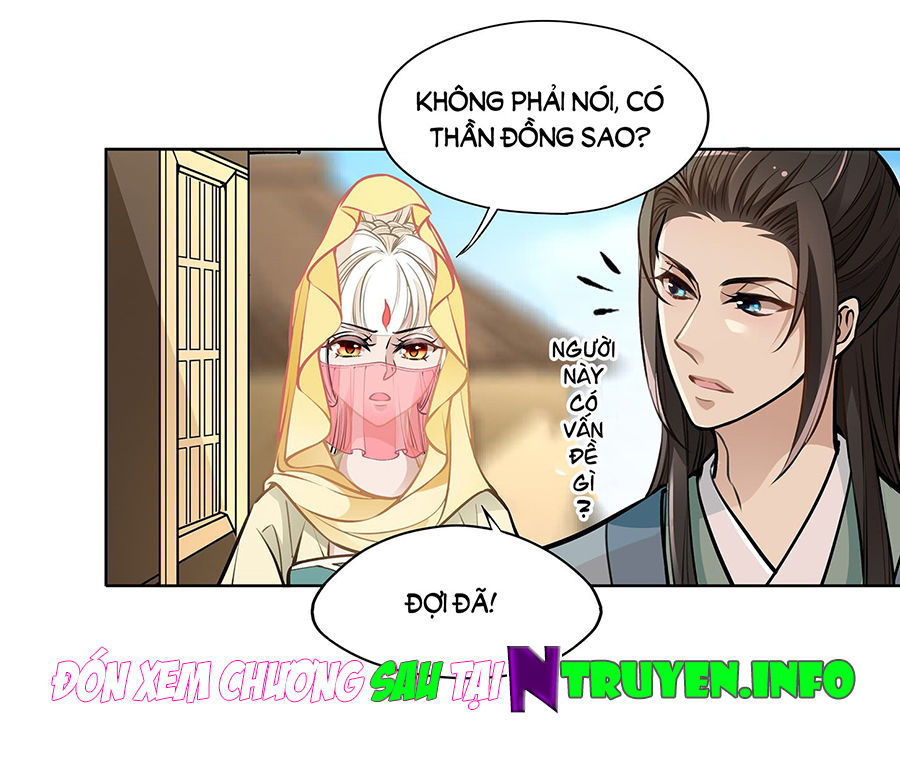 KHÔNG PHẢI NÓI, CÓ
THẦN ĐỒNG SAO?
NGƯỜI
NÀY
CÓ
VẤN
ĐỀ
GÌ
?
ĐỢI ĐÃ!
ĐÓN XEM CHƯƠNG SAU TẠI NTRUYEN.INFO